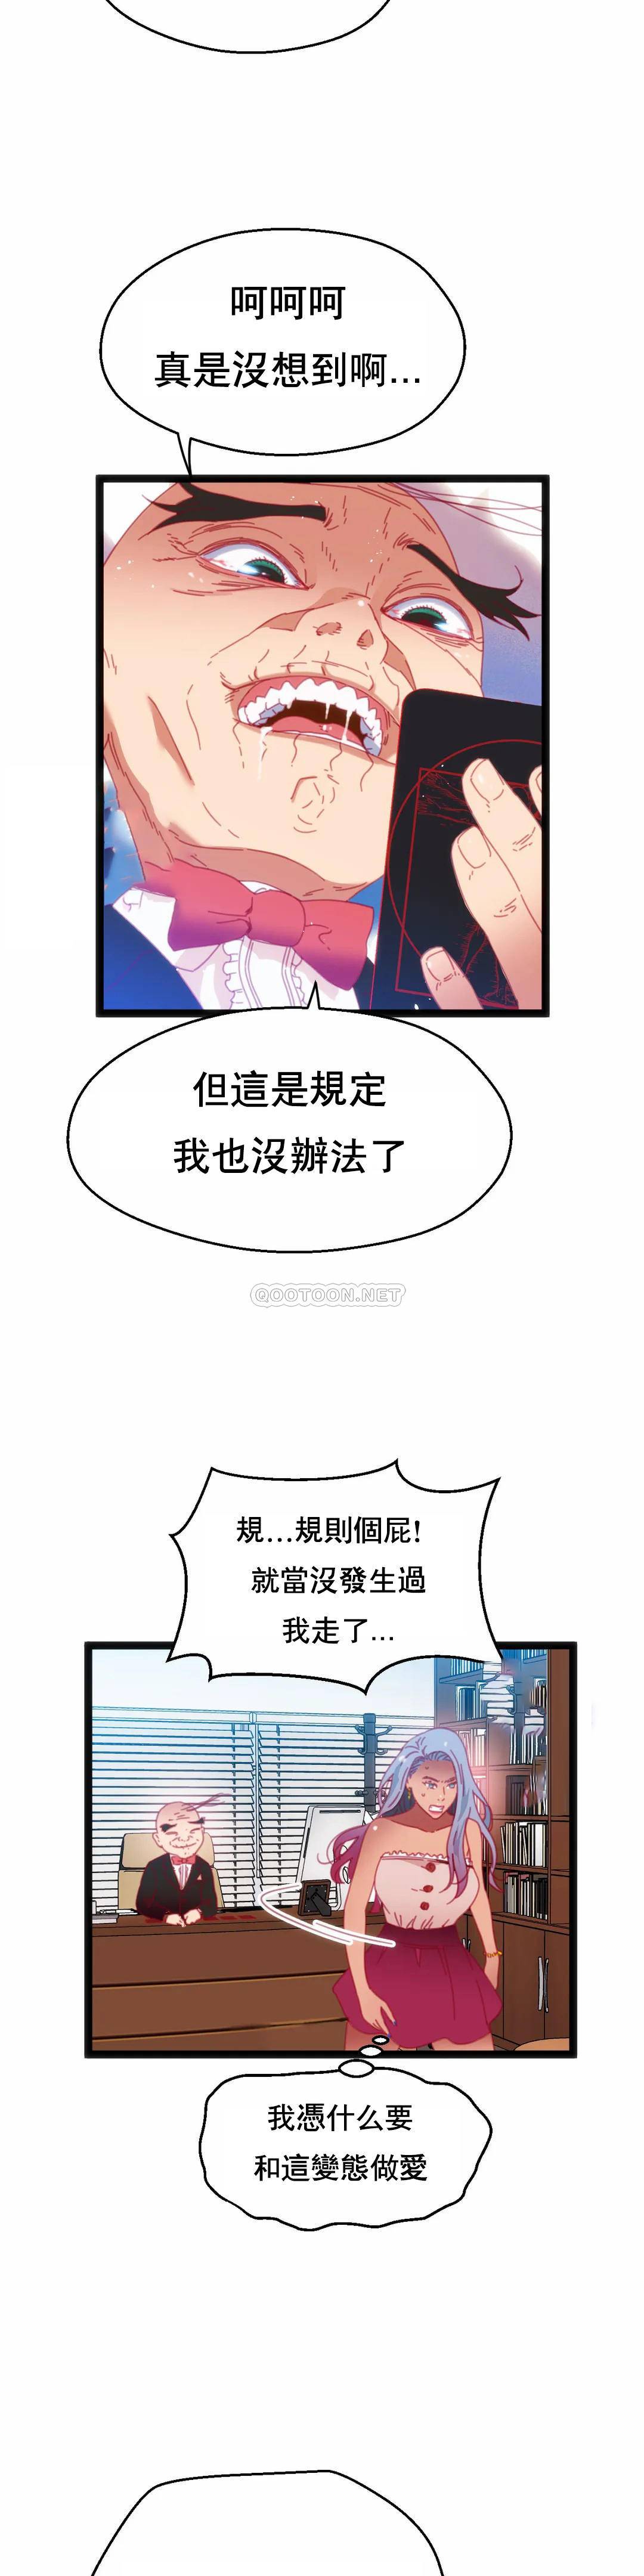 呵呵呵
真是沒想到啊...
但這是規定
我也沒辦法了
QOOTOON.NET
規...規則個屁!
就當沒發生過
我走了...
我憑什么要
和這變態做愛